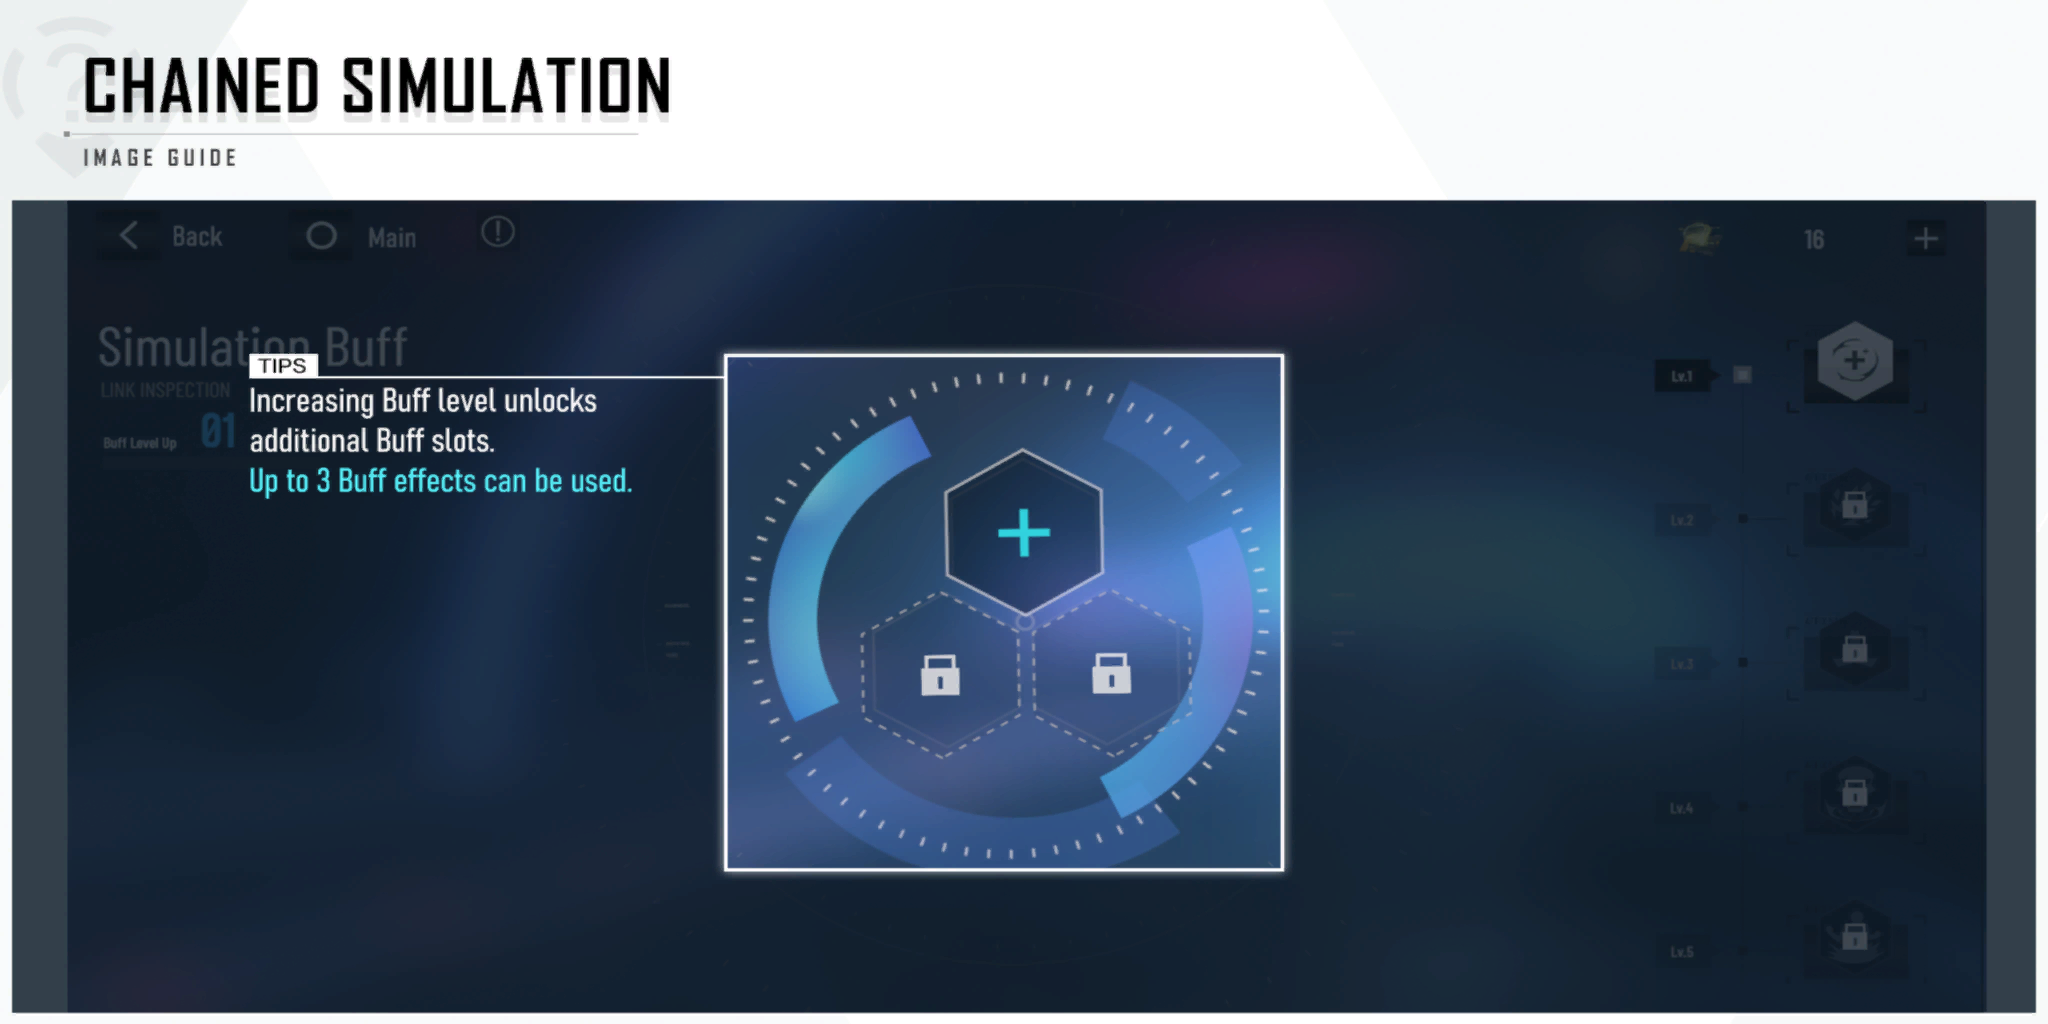 CHAINED SIMULATION
IMAGE GUIDE
Back
Main
16
Simulation Buff
LINK INSPECTION
Buff Level Up 01
TIPS
Increasing Buff level unlocks
additional Buff slots.
Up to 3 Buff effects can be used.
Lv.1
Lv.2
Lv.3
Lv.4
Lv.5